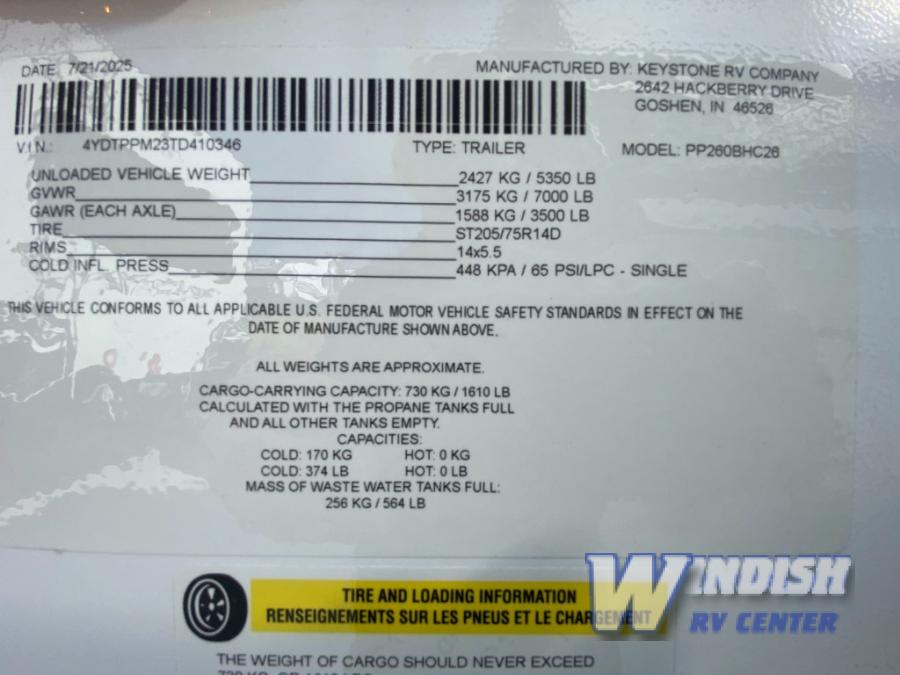 DATE: 7/21/2025
MANUFACTURED BY: KEYSTONE RV COMPANY
2642 HACKBERRY DRIVE
GOSHEN, IN 46526
V.I.N.: 4YDTPPM23TD410346 TYPE: TRAILER MODEL: PP260BHC26
UNLOADED VEHICLE WEIGHT 2427 KG / 5350 LB
GVWR 3175 KG / 7000 LB
GAWR (EACH AXLE) 1588 KG / 3500 LB
TIRE ST205/75R14D
RIMS 14x5.5
COLD INFL. PRESS 448 KPA / 65 PSI/LPC - SINGLE
THIS VEHICLE CONFORMS TO ALL APPLICABLE U.S. FEDERAL MOTOR VEHICLE SAFETY STANDARDS IN EFFECT ON THE
DATE OF MANUFACTURE SHOWN ABOVE.
ALL WEIGHTS ARE APPROXIMATE.
CARGO-CARRYING CAPACITY: 730 KG / 1610 LB
CALCULATED WITH THE PROPANE TANKS FULL
AND ALL OTHER TANKS EMPTY.
CAPACITIES:
COLD: 170 KG HOT: 0 KG
COLD: 374 LB HOT: 0 LB
MASS OF WASTE WATER TANKS FULL:
256 KG / 564 LB
TIRE AND LOADING INFORMATION
RENSEIGNEMENTS SUR LES PNEUS ET LE CHARGEMENT
WINDISH
RV CENTER
THE WEIGHT OF CARGO SHOULD NEVER EXCEED